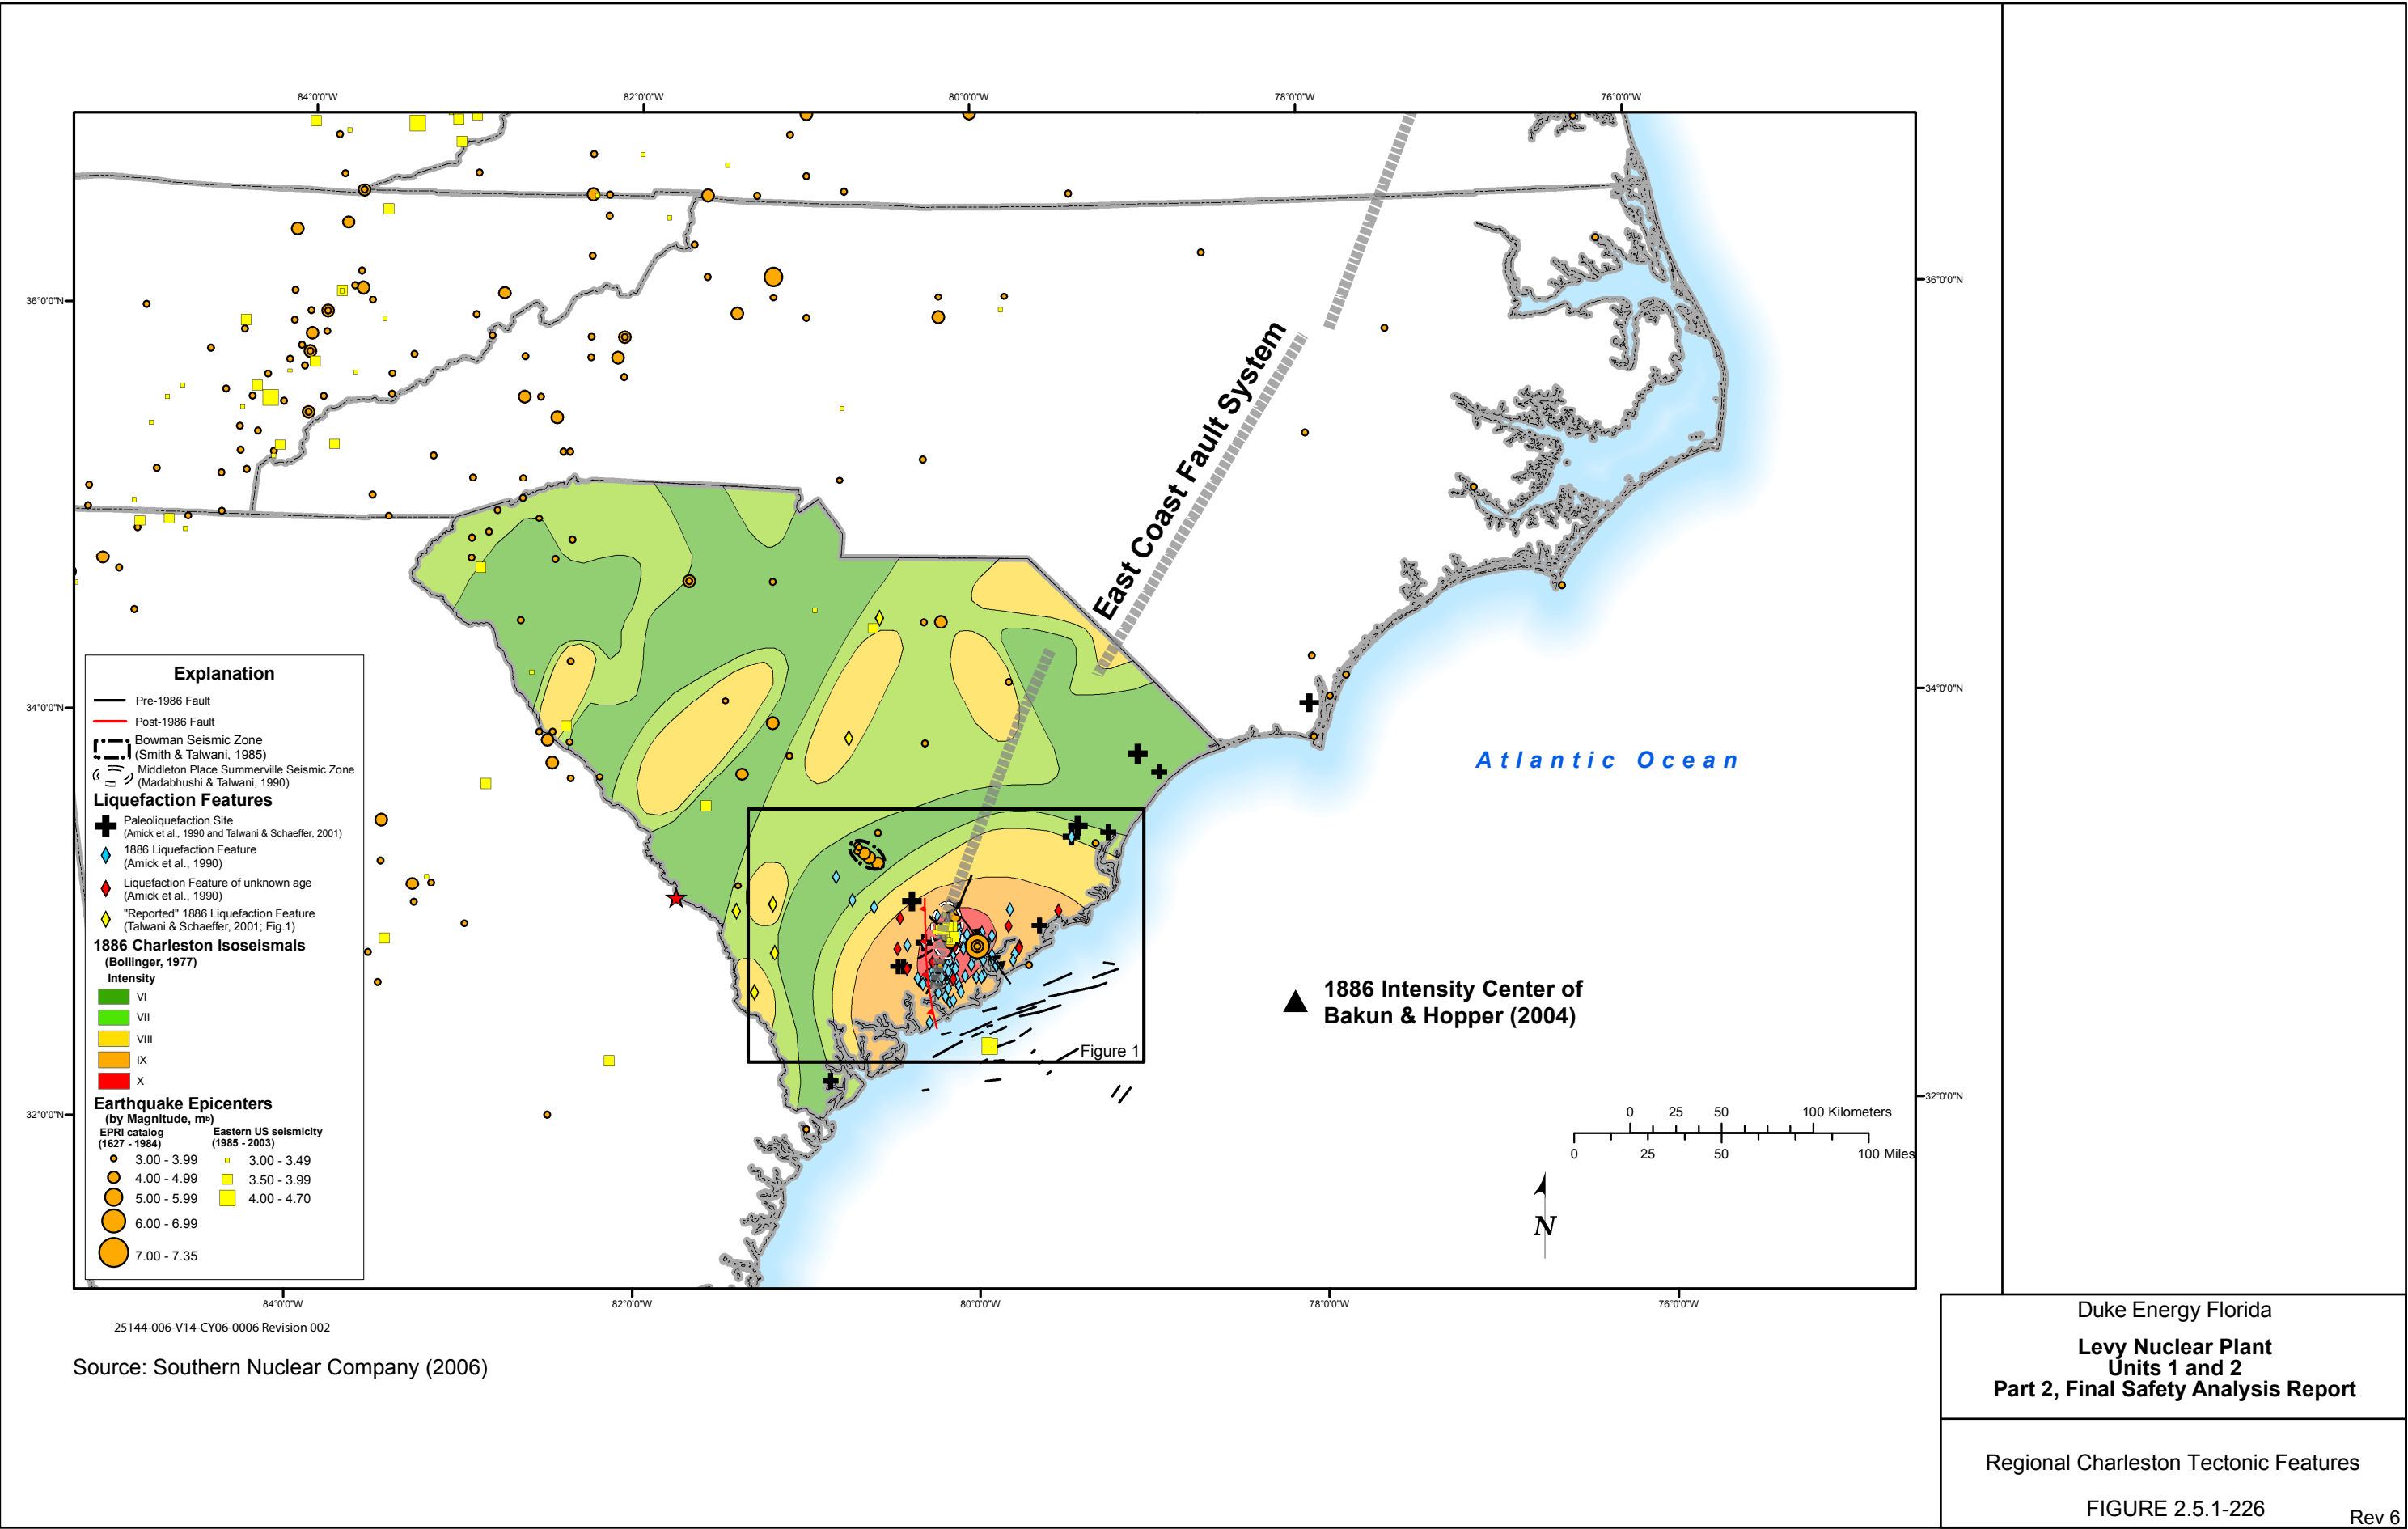 84°0'0"W
82°0'0"W
80°0'0"W
78°0'0"W
76°0'0"W
36°0'0"N
36°0'0"N
East Coast Fault System
34°0'0"N
34°0'0"N
Atlantic Ocean
Explanation
Pre-1986 Fault
Post-1986 Fault
Bowman Seismic Zone
(Smith & Talwani, 1985)
Middleton Place Summerville Seismic Zone
(Madabhushi & Talwani, 1990)
Liquefaction Features
Paleoliquefaction Site
(Amick et al., 1990 and Talwani & Schaeffer, 2001)
1886 Liquefaction Feature
(Amick et al., 1990)
Liquefaction Feature of unknown age
(Amick et al., 1990)
"Reported" 1886 Liquefaction Feature
(Talwani & Schaeffer, 2001; Fig.1)
1886 Charleston Isoseismals
(Bollinger, 1977)
Intensity
VI
VII
VIII
IX
X
Earthquake Epicenters
(by Magnitude, mb)
EPRI catalog
(1627 - 1984)
3.00 - 3.99
4.00 - 4.99
5.00 - 5.99
6.00 - 6.99
7.00 - 7.35
Eastern US seismicity
(1985 - 2003)
3.00 - 3.49
3.50 - 3.99
4.00 - 4.70
Figure 1
1886 Intensity Center of
Bakun & Hopper (2004)
32°0'0"N
32°0'0"N
0 25 50 100 Kilometers
0 25 50 100 Miles
N
84°0'0"W
82°0'0"W
80°0'0"W
78°0'0"W
76°0'0"W
25144-006-V14-CY06-0006 Revision 002
Source: Southern Nuclear Company (2006)
Duke Energy Florida
Levy Nuclear Plant
Units 1 and 2
Part 2, Final Safety Analysis Report
Regional Charleston Tectonic Features
FIGURE 2.5.1-226
Rev 6